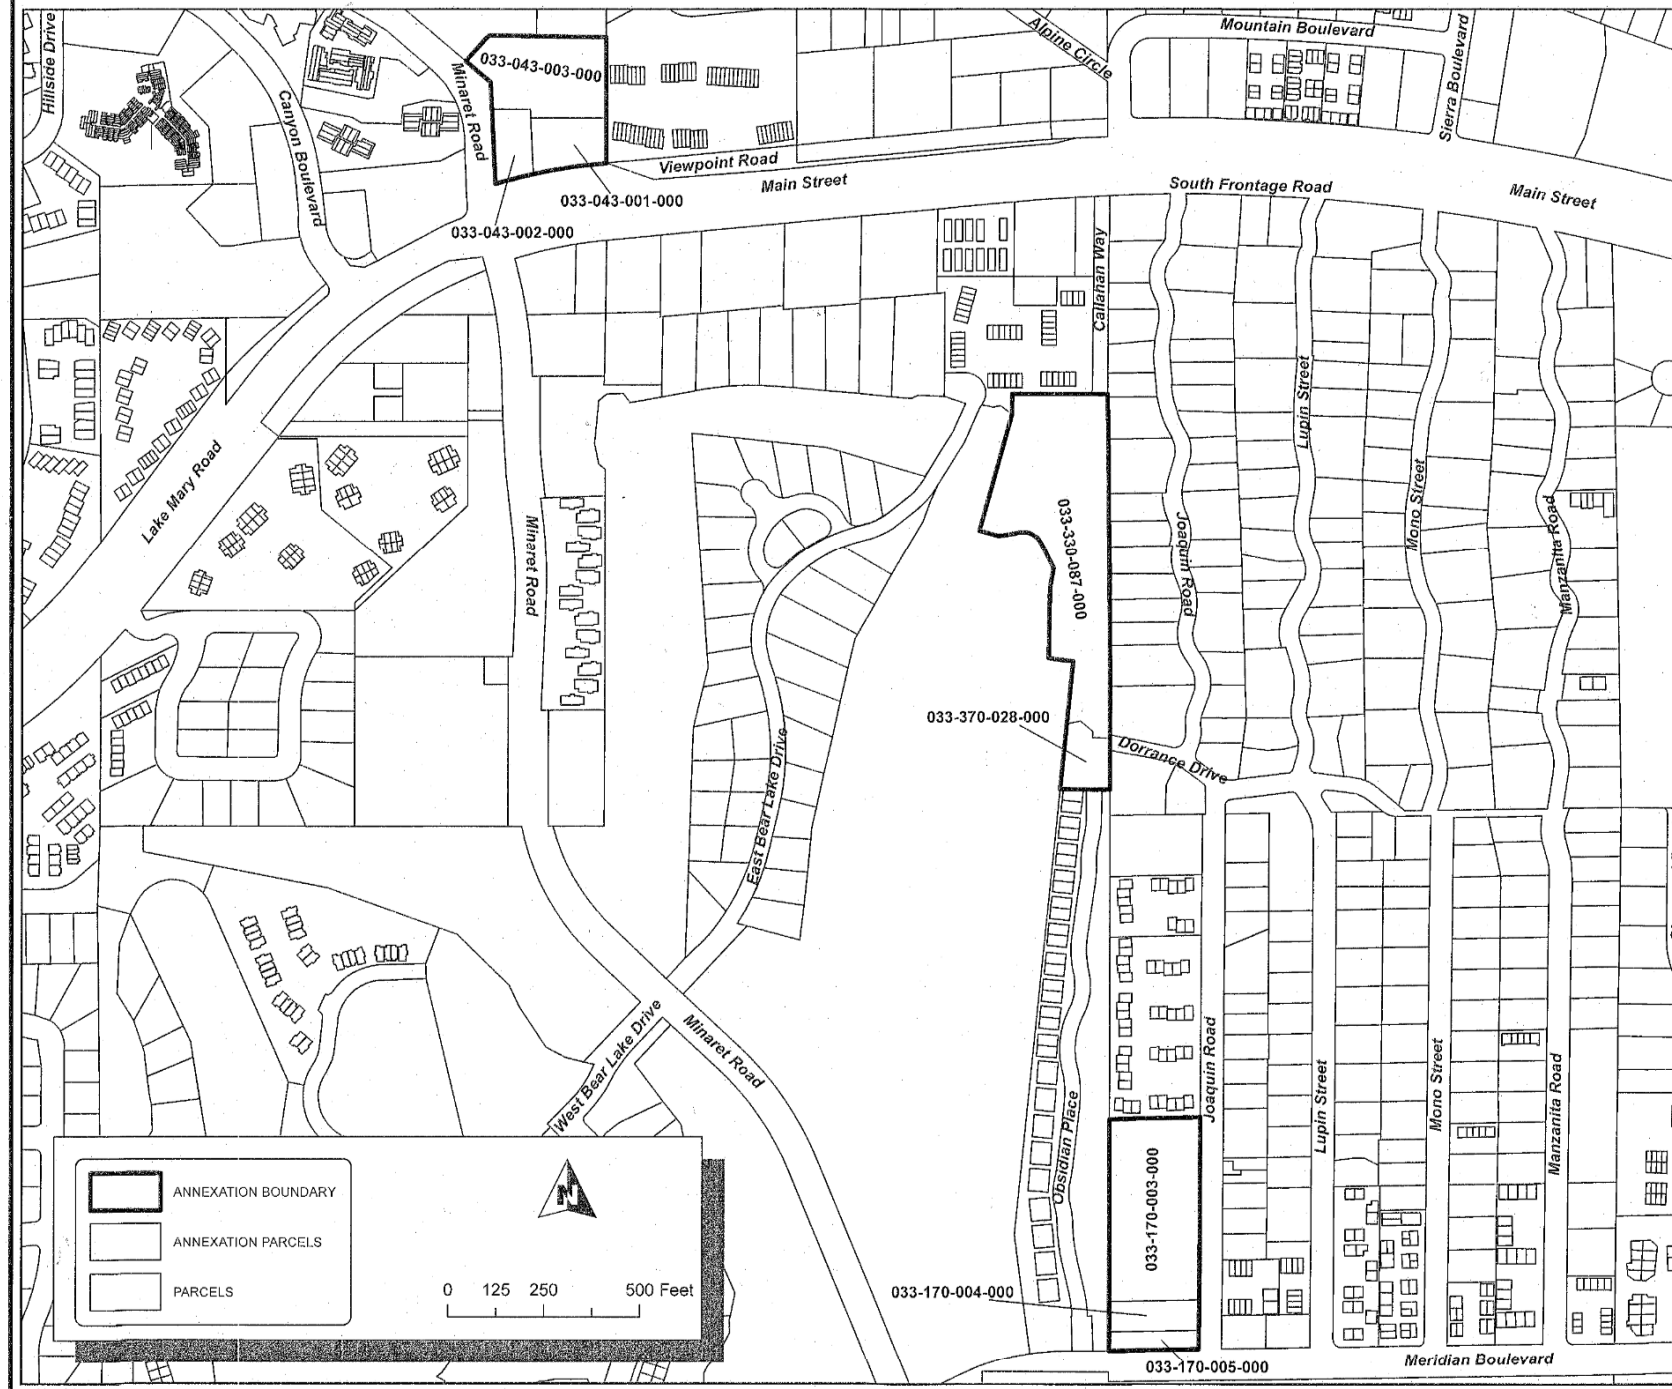 Hillside Drive
Canyon Boulevard
Minaret Road
033-043-003-000
Alpine Circle
Mountain Boulevard
Sierra Boulevard
Viewpoint Road
Main Street
033-043-001-000
033-043-002-000
South Frontage Road
Main Street
Callahan Way
Lake Mary Road
Minaret Road
033-330-087-000
Joaquin Road
Lupin Street
Mono Street
Manzanita Road
033-370-028-000
Dorrance Drive
East Bear Lake Drive
West Bear Lake Drive
Minaret Road
Obsidian Place
Joaquin Road
Lupin Street
Mono Street
Manzanita Road
033-170-003-000
033-170-004-000
033-170-005-000
Meridian Boulevard
ANNEXATION BOUNDARY
ANNEXATION PARCELS
PARCELS
N
0 125 250 500 Feet